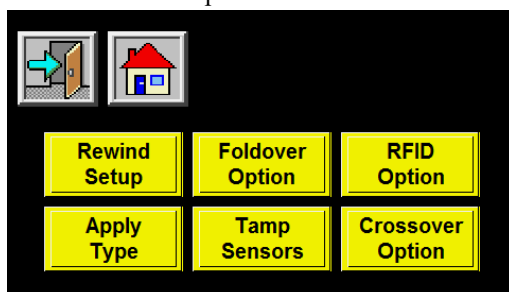 Rewind
Setup
Foldover
Option
RFID
Option
Apply
Type
Tamp
Sensors
Crossover
Option